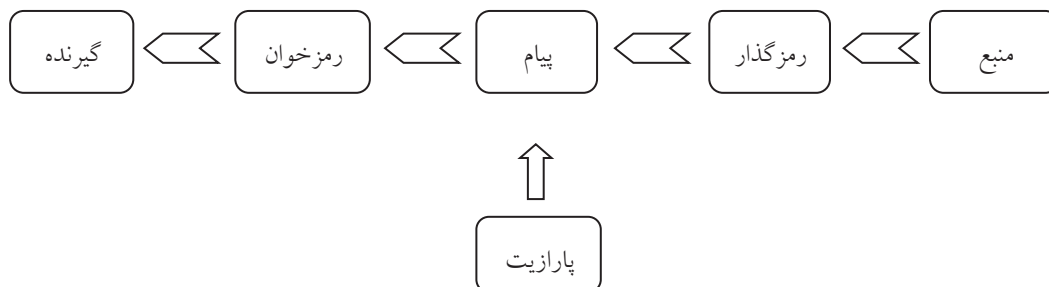 منبع
رمزگذار
پیام
رمزخوان
گیرنده
پارازیت